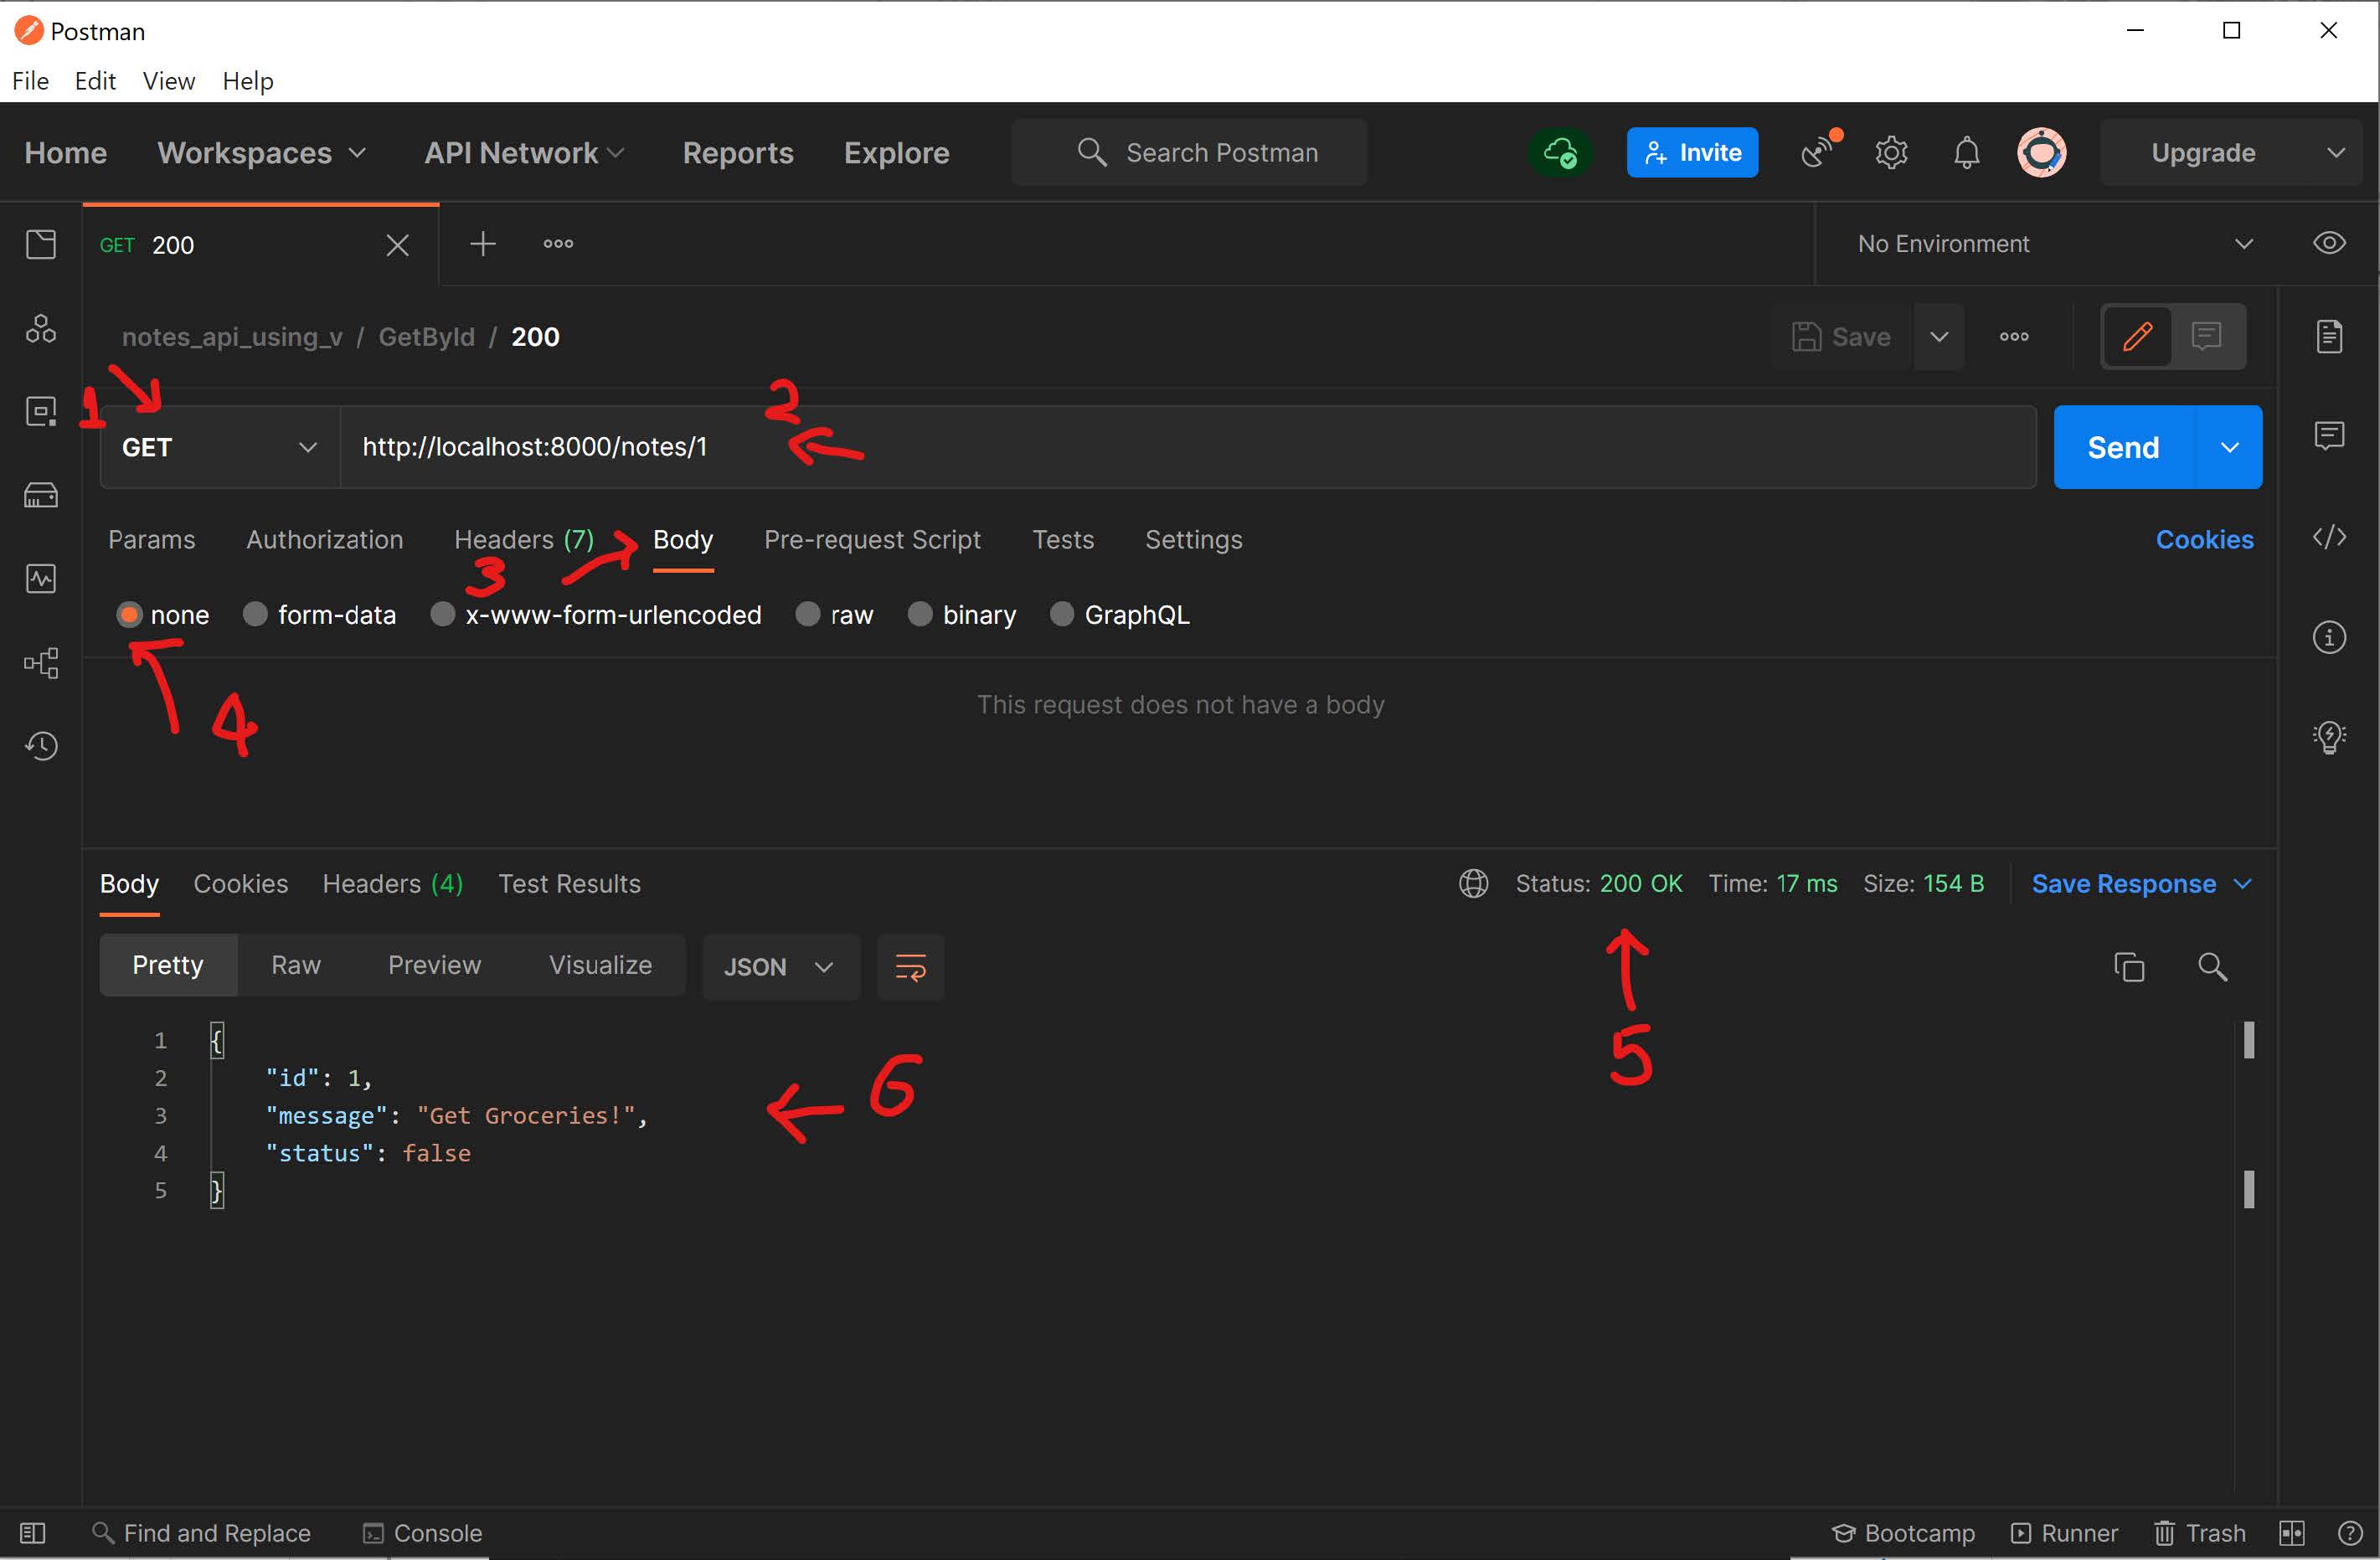 Postman
File Edit View Help
Home Workspaces API Network Reports Explore Search Postman Invite Upgrade
GET 200 No Environment
notes_api_using_v / GetById / 200 Save
1 2
GET http://localhost:8000/notes/1 Send
Params Authorization Headers (7) Body Pre-request Script Tests Settings Cookies
3
none form-data x-www-form-urlencoded raw binary GraphQL
4
This request does not have a body
Body Cookies Headers (4) Test Results Status: 200 OK Time: 17 ms Size: 154 B Save Response
Pretty Raw Preview Visualize JSON
5
1 {
2 "id": 1,
3 "message": "Get Groceries!",
6
4 "status": false
5 }
Find and Replace Console Bootcamp Runner Trash